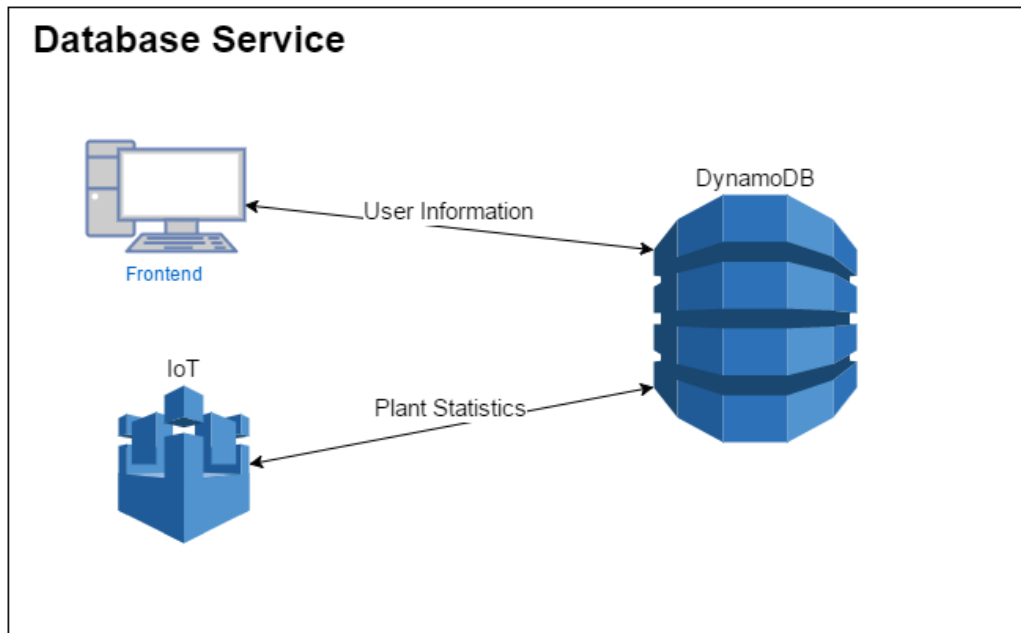 Database Service
DynamoDB
User Information
Frontend
IoT
Plant Statistics